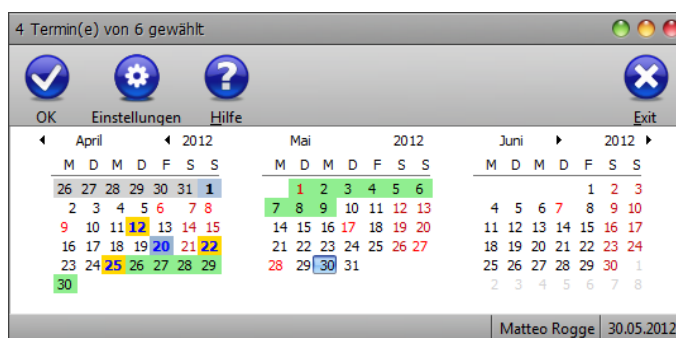 4 Termin(e) von 6 gewählt
OK Einstellungen Hilfe Exit
April 2012 Mai 2012 Juni 2012
M D M D F S S M D M D F S S M D M D F S S
26 27 28 29 30 31 1 1 2 3 4 5 6 1 2 3
2 3 4 5 6 7 8 7 8 9 10 11 12 13 4 5 6 7 8 9 10
9 10 11 12 13 14 15 14 15 16 17 18 19 20 11 12 13 14 15 16 17
16 17 18 19 20 21 22 21 22 23 24 25 26 27 18 19 20 21 22 23 24
23 24 25 26 27 28 29 28 29 30 31 25 26 27 28 29 30 1
30 2 3 4 5 6 7 8
Matteo Rogge 30.05.2012